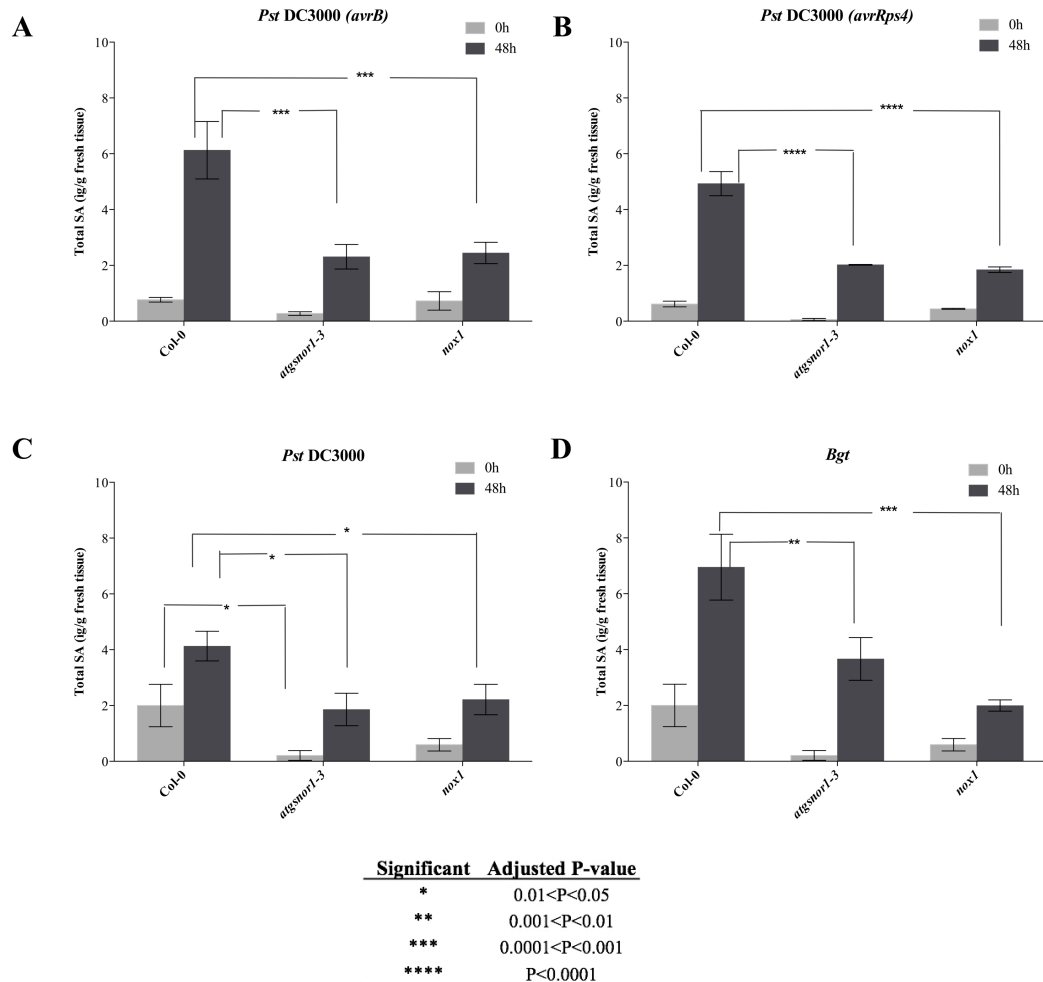 A
Pst DC3000 (avrB)
0h
48h
Total SA (ig/g fresh tissue)
10
8
6
4
2
0
***
***
Col-0
atgsnor1-3
nox1
B
Pst DC3000 (avrRps4)
0h
48h
Total SA (ig/g fresh tissue)
10
8
6
4
2
0
****
****
Col-0
atgsnor1-3
nox1
C
Pst DC3000
0h
48h
Total SA (ig/g fresh tissue)
10
8
6
4
2
0
*
*
*
Col-0
atgsnor1-3
nox1
D
Bgt
0h
48h
Total SA (ig/g fresh tissue)
10
8
6
4
2
0
***
**
Col-0
atgsnor1-3
nox1
Significant Adjusted P-value
* 0.01<P<0.05
** 0.001<P<0.01
*** 0.0001<P<0.001
**** P<0.0001